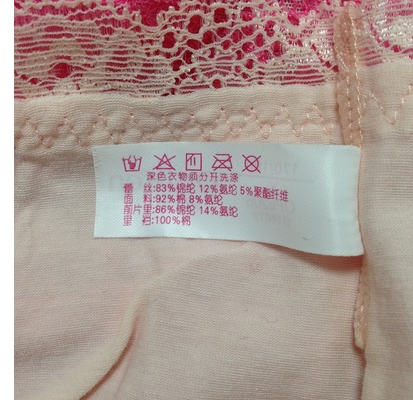 深色衣物须分开洗涤
蕾 丝:83%锦纶 12%氨纶 5%聚酯纤维
面 料:92%棉 8%氨纶
前片里:86%锦纶 14%氨纶
里 衬:100%棉